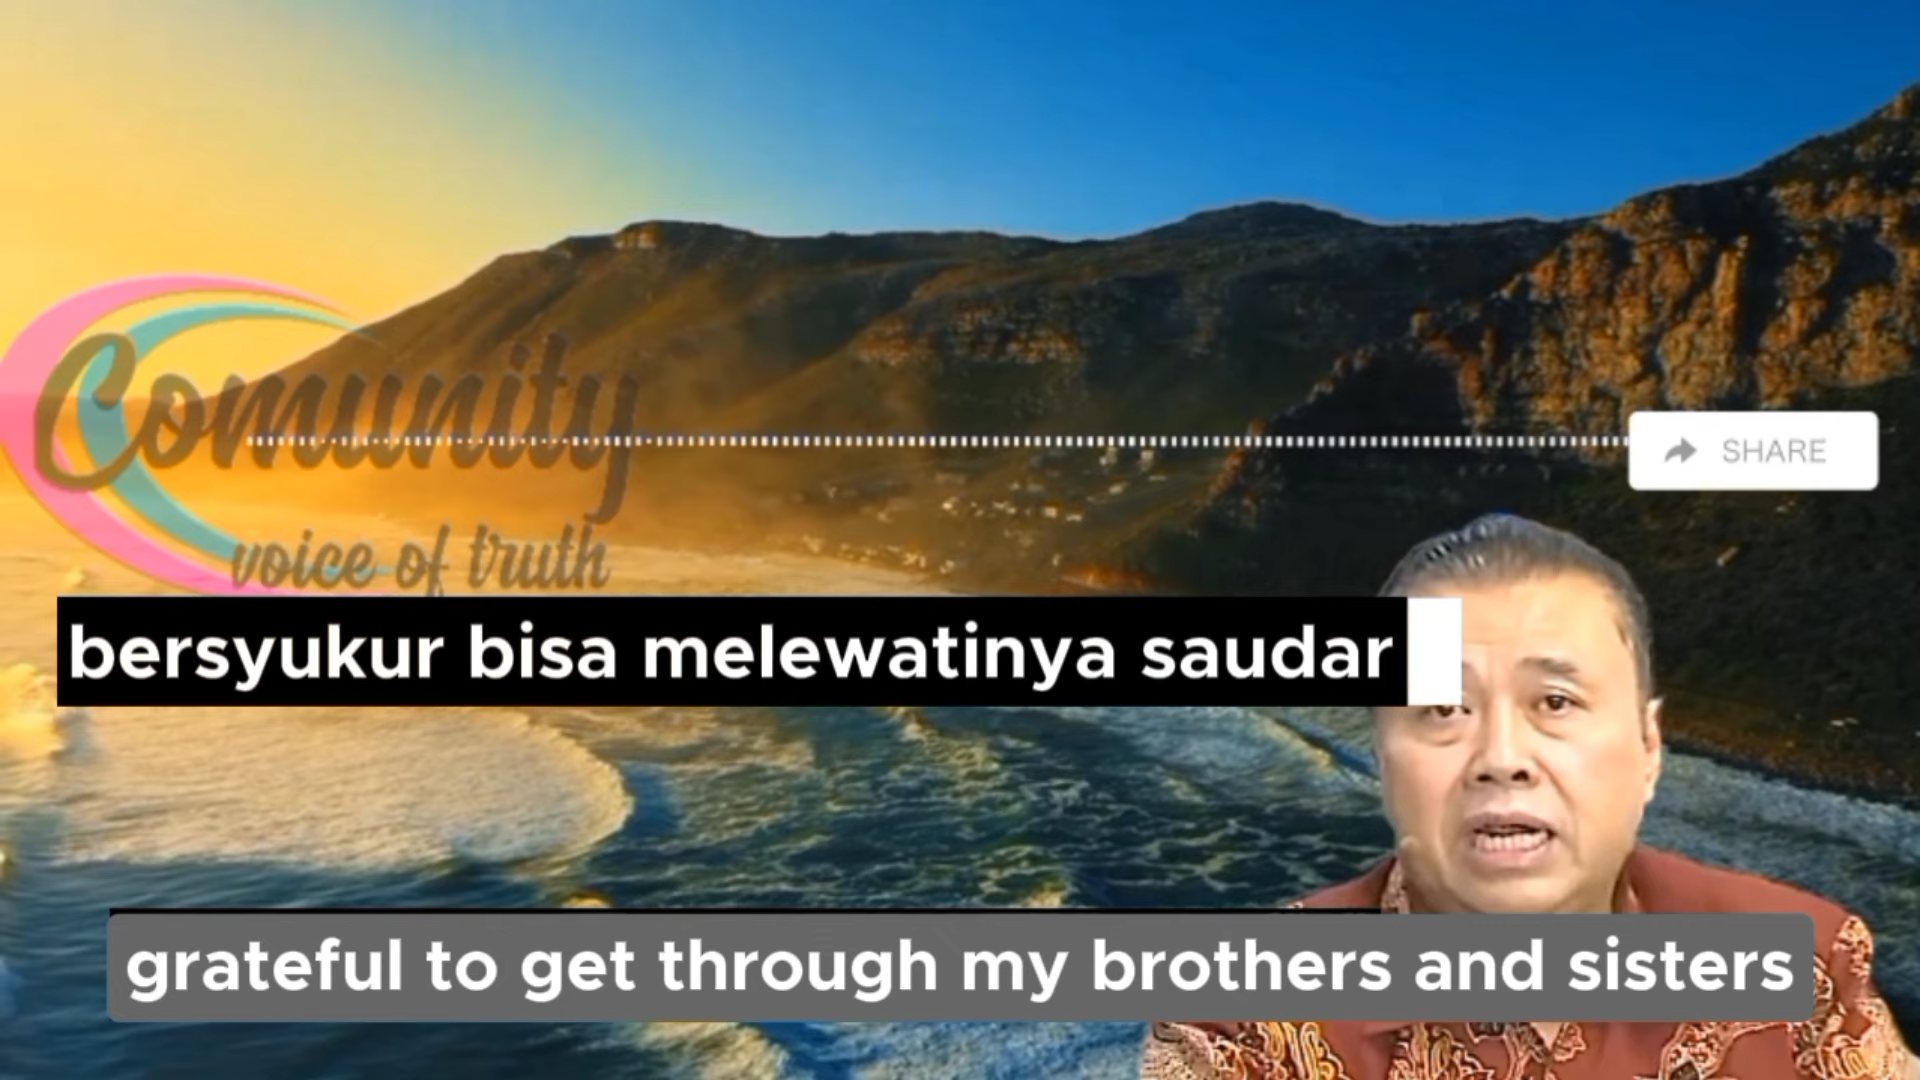 Comunity
voice of truth
SHARE
bersyukur bisa melewatinya saudar
grateful to get through my brothers and sisters